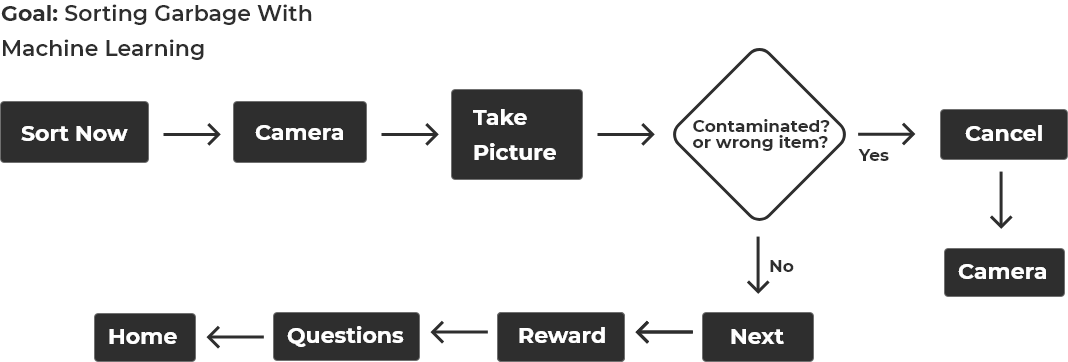 Goal: Sorting Garbage With
Machine Learning
Sort Now
Camera
Take
Picture
Contaminated?
or wrong item?
Yes
Cancel
Camera
No
Next
Reward
Questions
Home